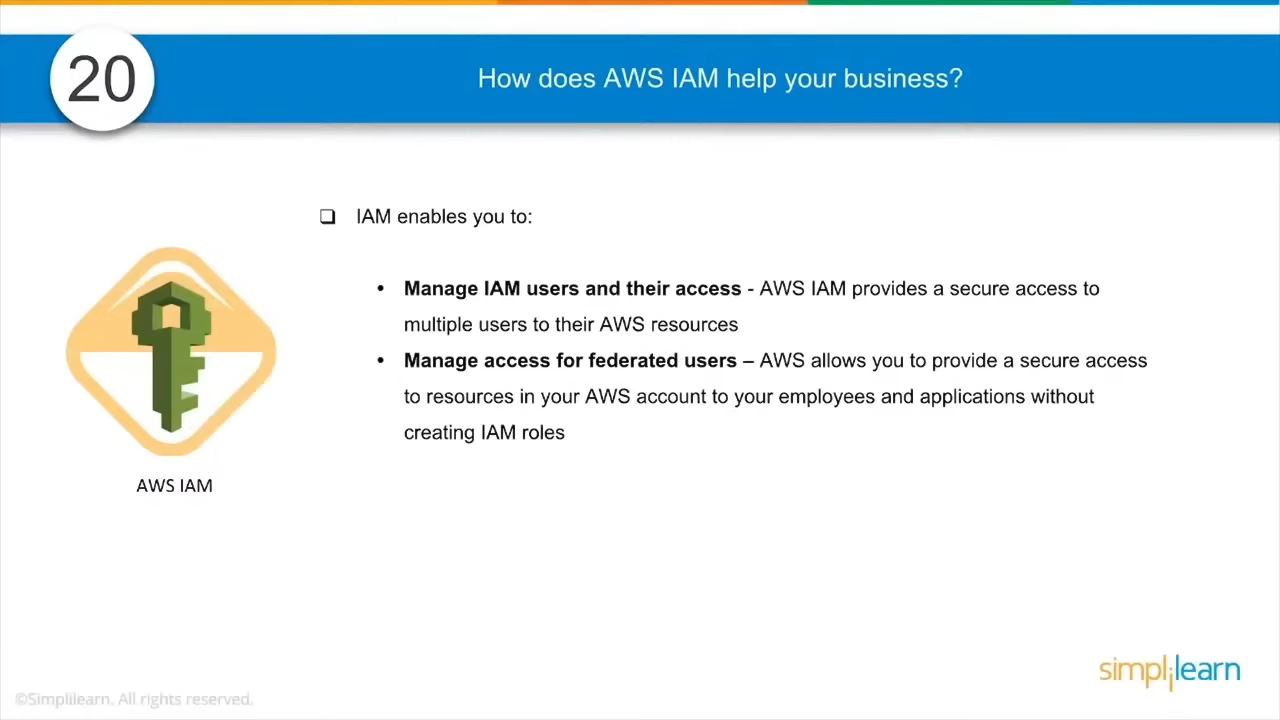 20
How does AWS IAM help your business?
❑ IAM enables you to:
• Manage IAM users and their access - AWS IAM provides a secure access to
multiple users to their AWS resources
• Manage access for federated users – AWS allows you to provide a secure access
to resources in your AWS account to your employees and applications without
creating IAM roles
AWS IAM
simplilearn
©Simplilearn. All rights reserved.